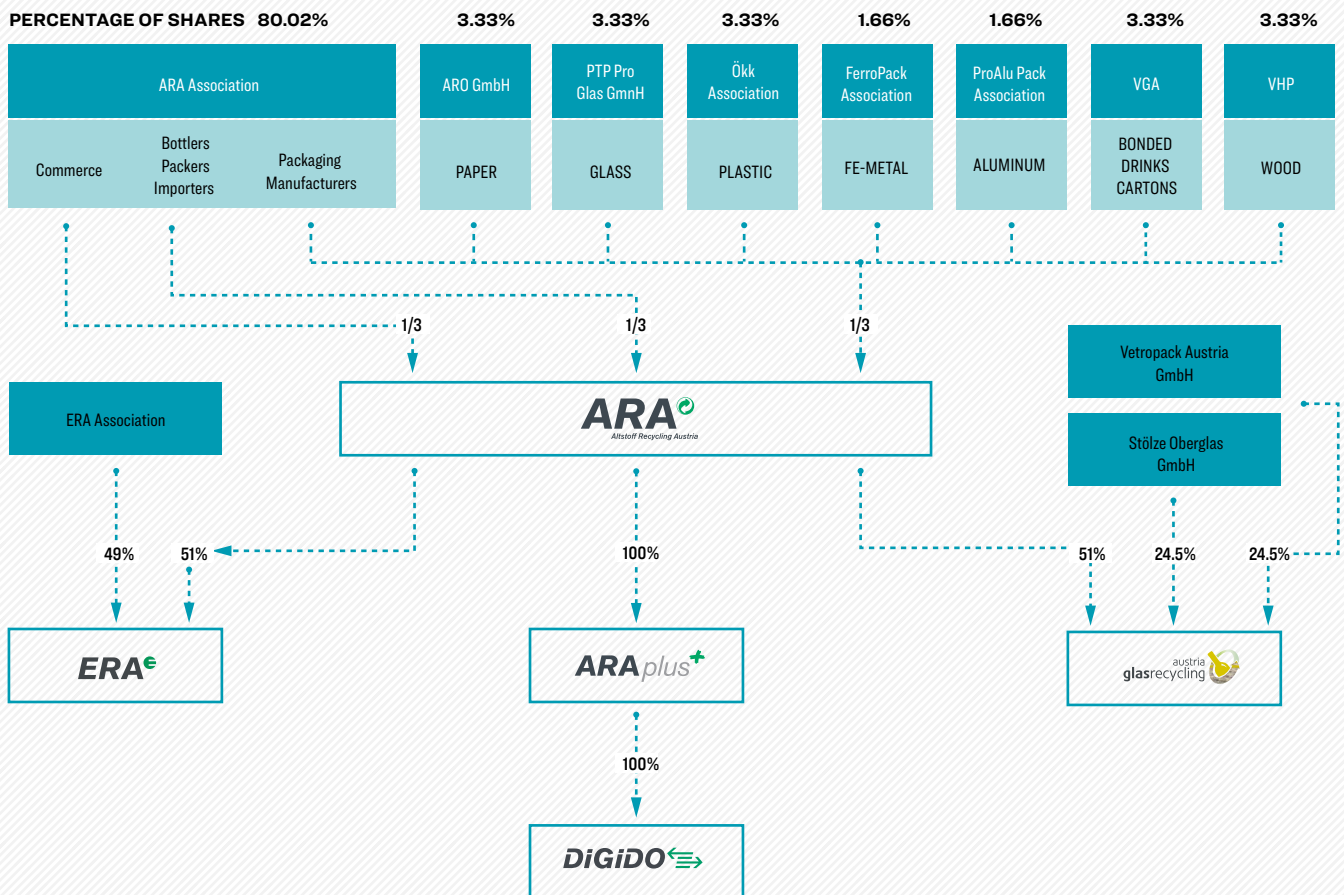 PERCENTAGE OF SHARES 80.02% 3.33% 3.33% 3.33% 1.66% 1.66% 3.33% 3.33%
ARA Association
ARO GmbH
PTP Pro
Glas GmnH
Ökk
Association
FerroPack
Association
ProAlu Pack
Association
VGA
VHP
Commerce
Bottlers
Packers
Importers
Packaging
Manufacturers
PAPER
GLASS
PLASTIC
FE-METAL
ALUMINUM
BONDED
DRINKS
CARTONS
WOOD
1/3 1/3 1/3
Vetropack Austria
GmbH
ERA Association
ARA
Altstoff Recycling Austria
Stölze Oberglas
GmbH
49% 51% 100% 51% 24.5% 24.5%
ERA
ARA plus
austria
glasrecycling
100%
DiGiDO